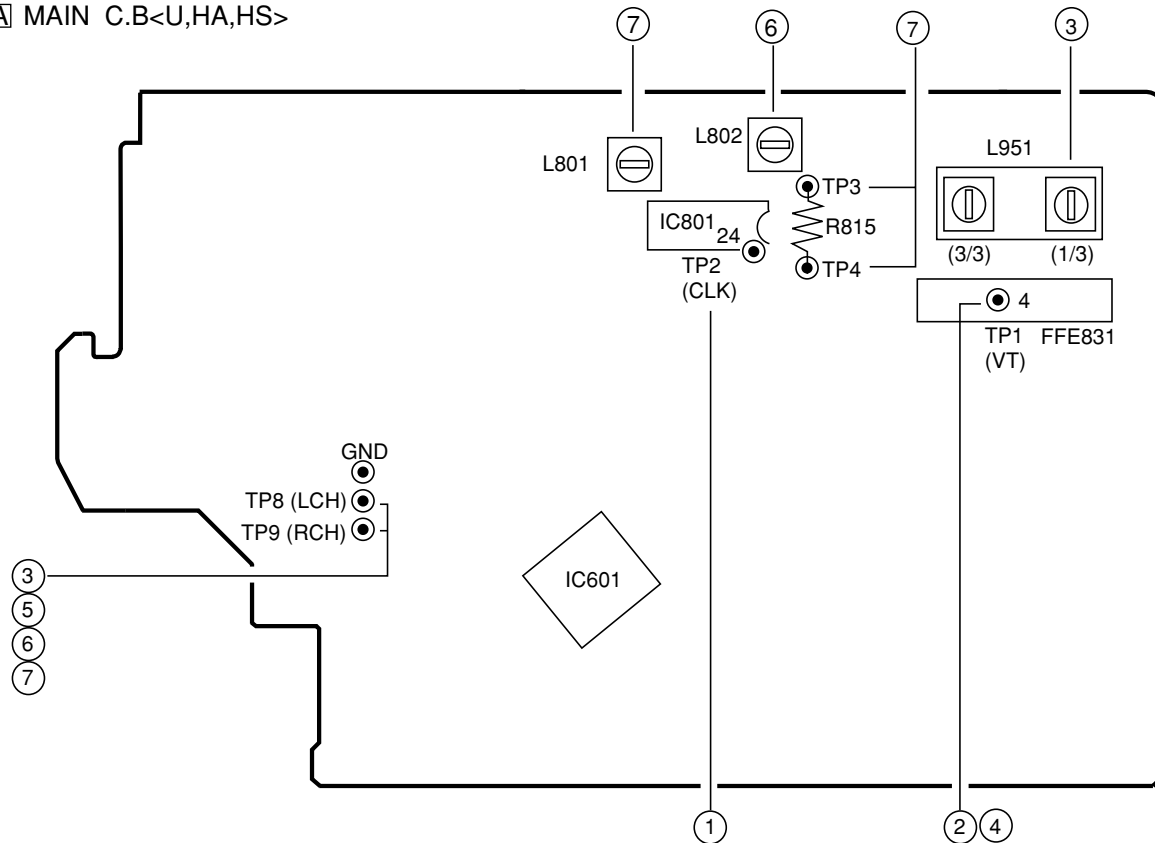 A MAIN C.B<U,HA,HS>
7
6
7
3
L801
L802
L951
TP3
R815
TP4
IC801
24
TP2
(CLK)
(3/3)
(1/3)
4
TP1
(VT)
FFE831
GND
TP8 (LCH)
TP9 (RCH)
IC601
3
5
6
7
1
2
4